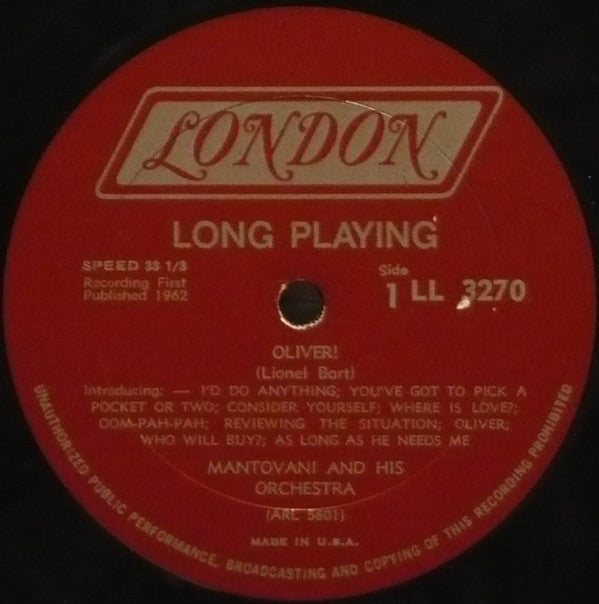 LONDON
LONG PLAYING
SPEED 33 1/3
Recording First
Published 1962
Side
1 LL 3270
OLIVER!
(Lionel Bart)
Introducing: — I'D DO ANYTHING; YOU'VE GOT TO PICK A
POCKET OR TWO; CONSIDER YOURSELF; WHERE IS LOVE?;
OOM-PAH-PAH; REVIEWING THE SITUATION; OLIVER;
WHO WILL BUY?; AS LONG AS HE NEEDS ME
MANTOVANI AND HIS
ORCHESTRA
(ARL 5601)
MADE IN U.S.A.
UNAUTHORIZED PUBLIC PERFORMANCE, BROADCASTING AND COPYING OF THIS RECORDING PROHIBITED